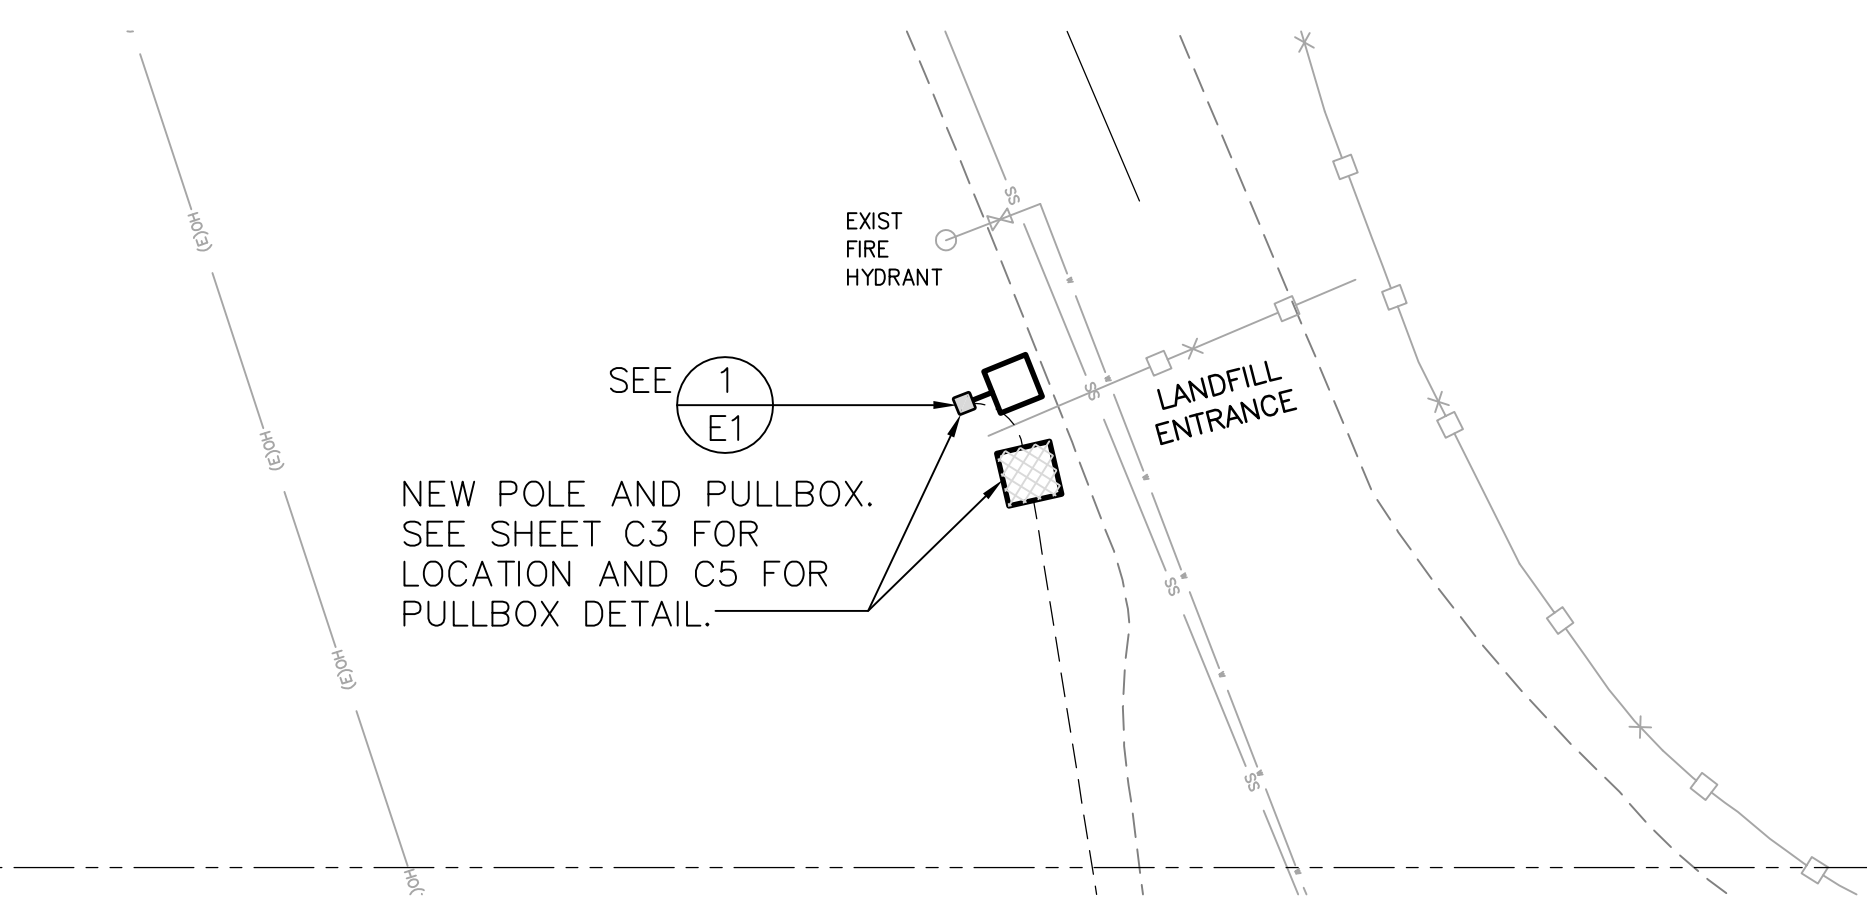 EXIST
FIRE
HYDRANT
SEE
1
E1
NEW POLE AND PULLBOX.
SEE SHEET C3 FOR
LOCATION AND C5 FOR
PULLBOX DETAIL.
LANDFILL
ENTRANCE
OH(E)
OH(E)
OH(E)
OH(
SS
SS
SS
SS